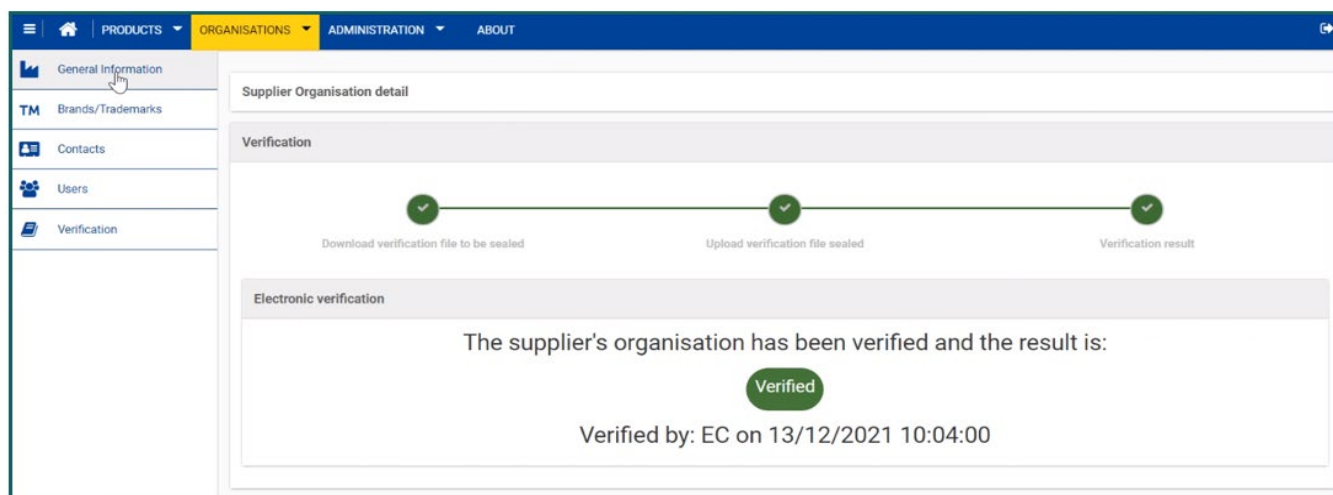 PRODUCTS ORGANISATIONS ADMINISTRATION ABOUT
General Information
TM Brands/Trademarks
Contacts
Users
Verification
Supplier Organisation detail
Verification
Download verification file to be sealed
Upload verification file sealed
Verification result
Electronic verification
The supplier's organisation has been verified and the result is:
Verified
Verified by: EC on 13/12/2021 10:04:00